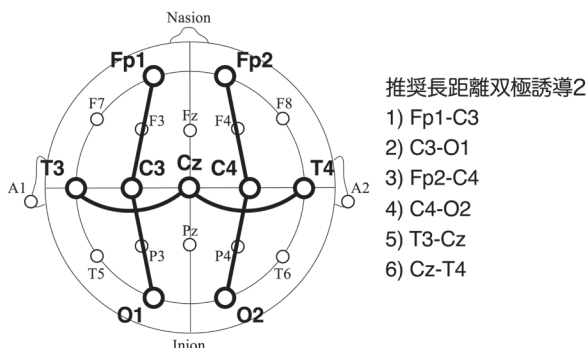 Nasion
Fp1 Fp2
F7 F3 Fz F4 F8
A1 T3 C3 Cz C4 T4 A2
T5 P3 Pz P4 T6
O1 O2
Inion
推奨長距離双極誘導2
1) Fp1-C3
2) C3-O1
3) Fp2-C4
4) C4-O2
5) T3-Cz
6) Cz-T4